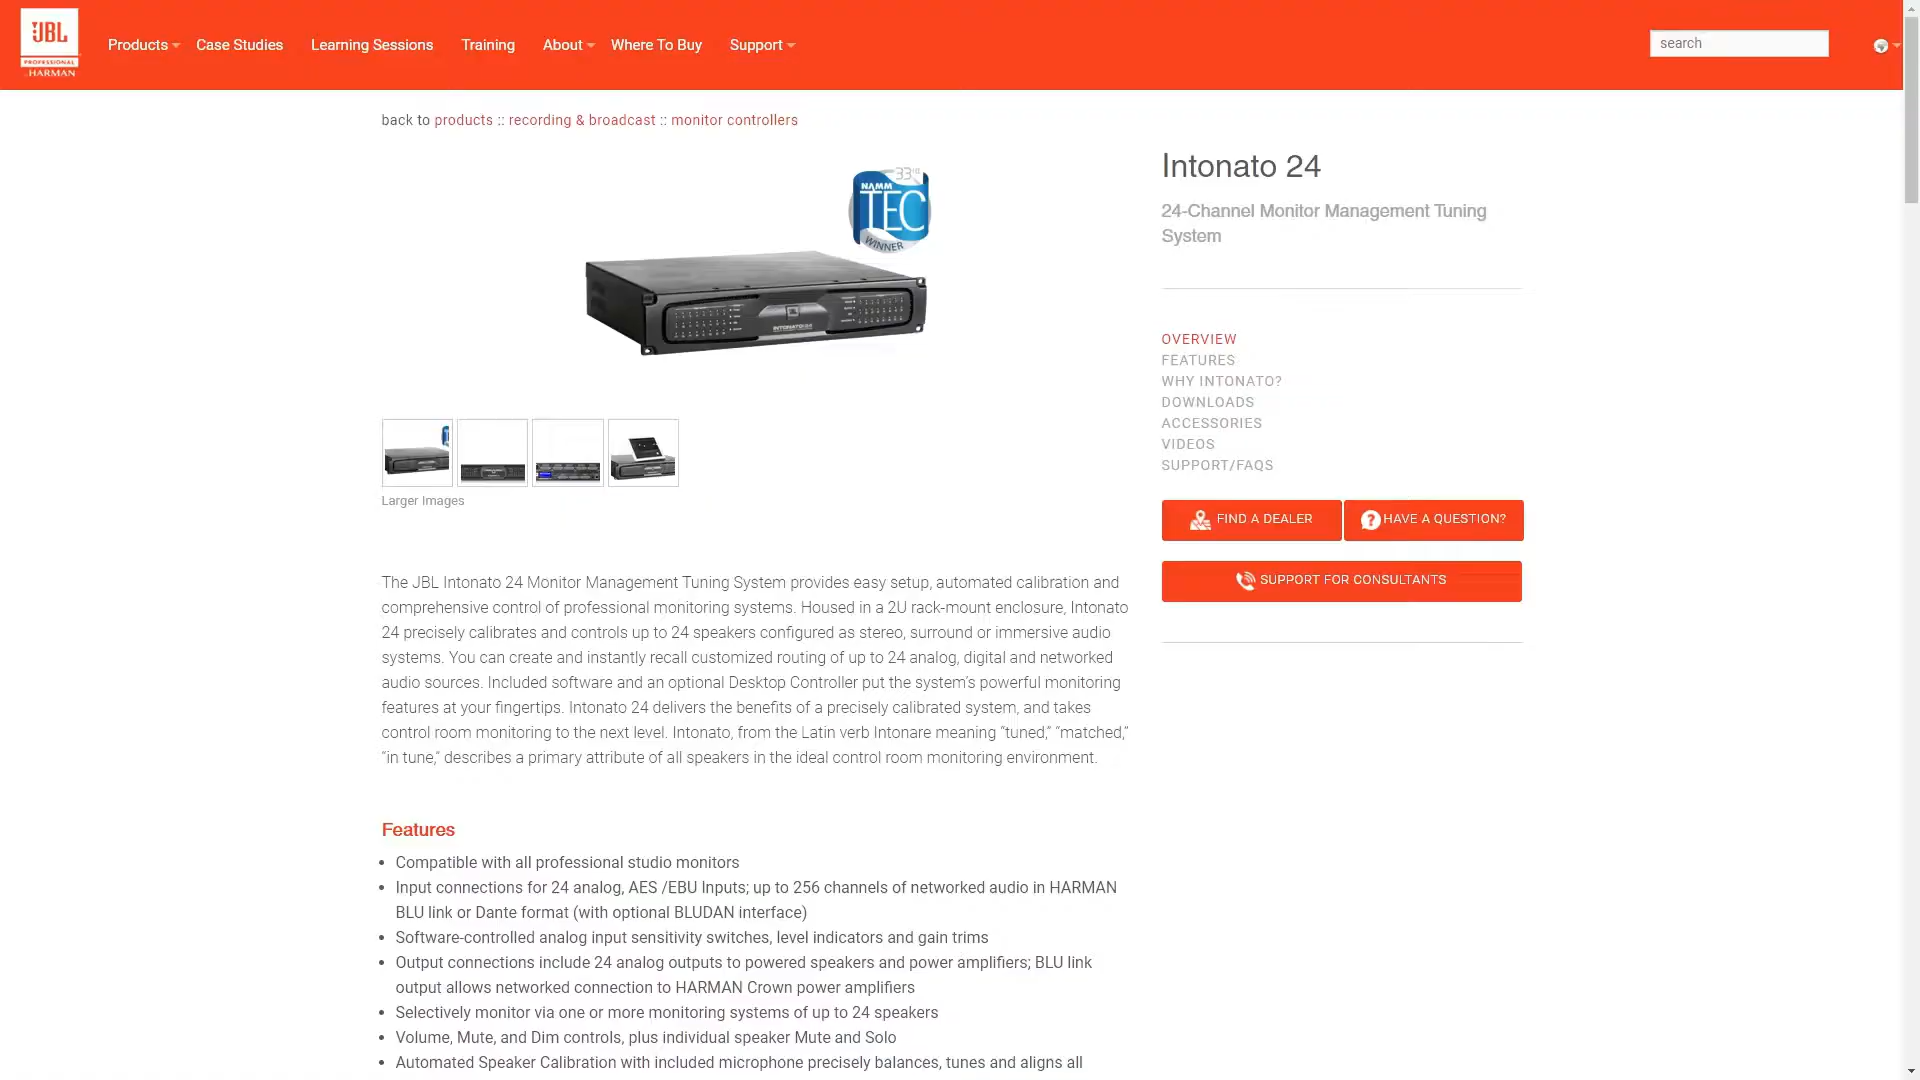 JBL
PROFESSIONAL
HARMAN
Products
Case Studies
Learning Sessions
Training
About
Where To Buy
Support
search
back to products :: recording & broadcast :: monitor controllers
33
NAMM
TEC
WINNER
Intonato 24
24-Channel Monitor Management Tuning
System
OVERVIEW
FEATURES
WHY INTONATO?
DOWNLOADS
ACCESSORIES
VIDEOS
SUPPORT/FAQS
FIND A DEALER
HAVE A QUESTION?
SUPPORT FOR CONSULTANTS
Larger Images
The JBL Intonato 24 Monitor Management Tuning System provides easy setup, automated calibration and
comprehensive control of professional monitoring systems. Housed in a 2U rack-mount enclosure, Intonato
24 precisely calibrates and controls up to 24 speakers configured as stereo, surround or immersive audio
systems. You can create and instantly recall customized routing of up to 24 analog, digital and networked
audio sources. Included software and an optional Desktop Controller put the system's powerful monitoring
features at your fingertips. Intonato 24 delivers the benefits of a precisely calibrated system, and takes
control room monitoring to the next level. Intonato, from the Latin verb Intonare meaning “tuned,” “matched,”
“in tune,” describes a primary attribute of all speakers in the ideal control room monitoring environment.
Features
• Compatible with all professional studio monitors
• Input connections for 24 analog, AES /EBU Inputs; up to 256 channels of networked audio in HARMAN
BLU link or Dante format (with optional BLUDAN interface)
• Software-controlled analog input sensitivity switches, level indicators and gain trims
• Output connections include 24 analog outputs to powered speakers and power amplifiers; BLU link
output allows networked connection to HARMAN Crown power amplifiers
• Selectively monitor via one or more monitoring systems of up to 24 speakers
• Volume, Mute, and Dim controls, plus individual speaker Mute and Solo
• Automated Speaker Calibration with included microphone precisely balances, tunes and aligns all